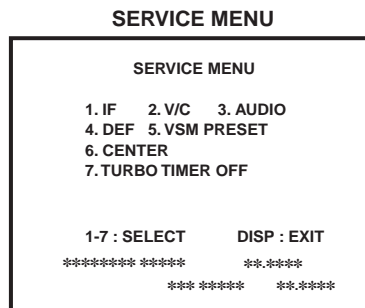 SERVICE MENU
SERVICE MENU
1. IF 2. V/C 3. AUDIO
4. DEF 5. VSM PRESET
6. CENTER
7. TURBO TIMER OFF
1-7 : SELECT DISP : EXIT
******** ***** **.****
*** ***** **.****